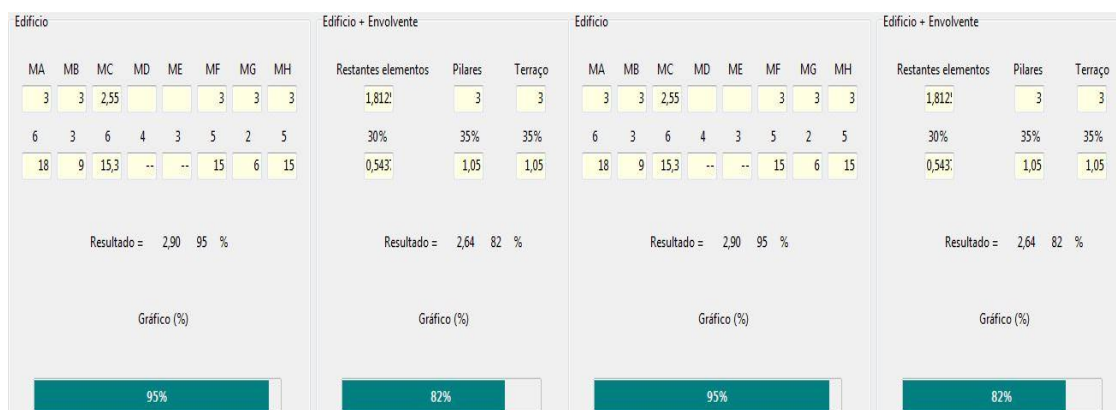 Edifício Edifício + Envolvente Edifício Edifício + Envolvente
MA MB MC MD ME MF MG MH Restantes elementos Pilares Terraço MA MB MC MD ME MF MG MH Restantes elementos Pilares Terraço
3 3 2,55 3 3 3 1,812 3 3 3 3 2,55 3 3 3 1,812 3 3
6 3 6 4 3 5 2 5 30% 35% 35% 6 3 6 4 3 5 2 5 30% 35% 35%
18 9 15,3 -- -- 15 6 15 0,543 1,05 1,05 18 9 15,3 -- -- 15 6 15 0,543 1,05 1,05
Resultado = 2,90 95 % Resultado = 2,64 82 % Resultado = 2,90 95 % Resultado = 2,64 82 %
Gráfico (%) Gráfico (%) Gráfico (%) Gráfico (%)
95% 82% 95% 82%